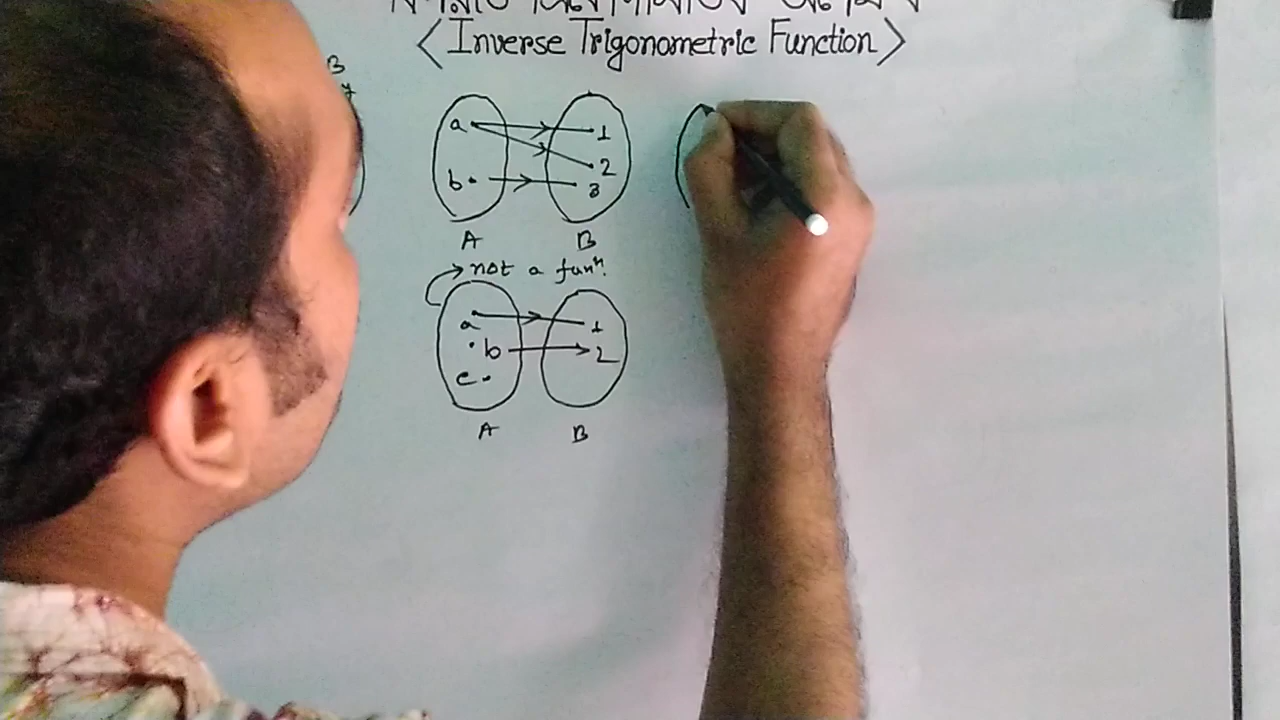 < Inverse Trigonometric Function >
B
a 1
2
b 3
A B
not a funⁿ.
a 1
b 2
c
A B